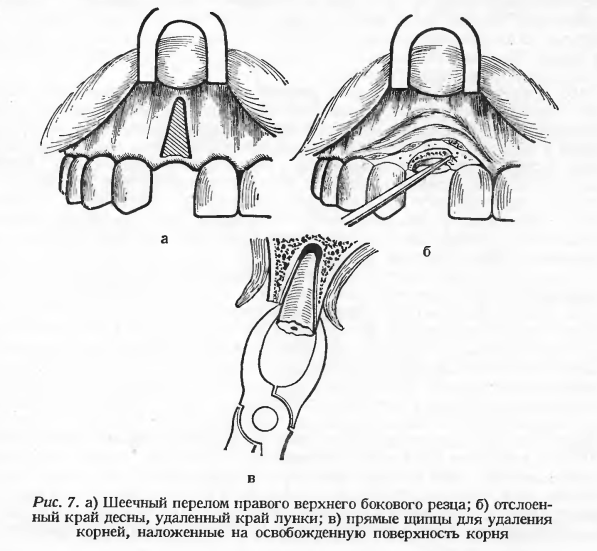 а
б
в
Рис. 7. а) Шеечный перелом правого верхнего бокового резца; б) отслоен-
ный край десны, удаленный край лунки; в) прямые щипцы для удаления
корней, наложенные на освобожденную поверхность корня